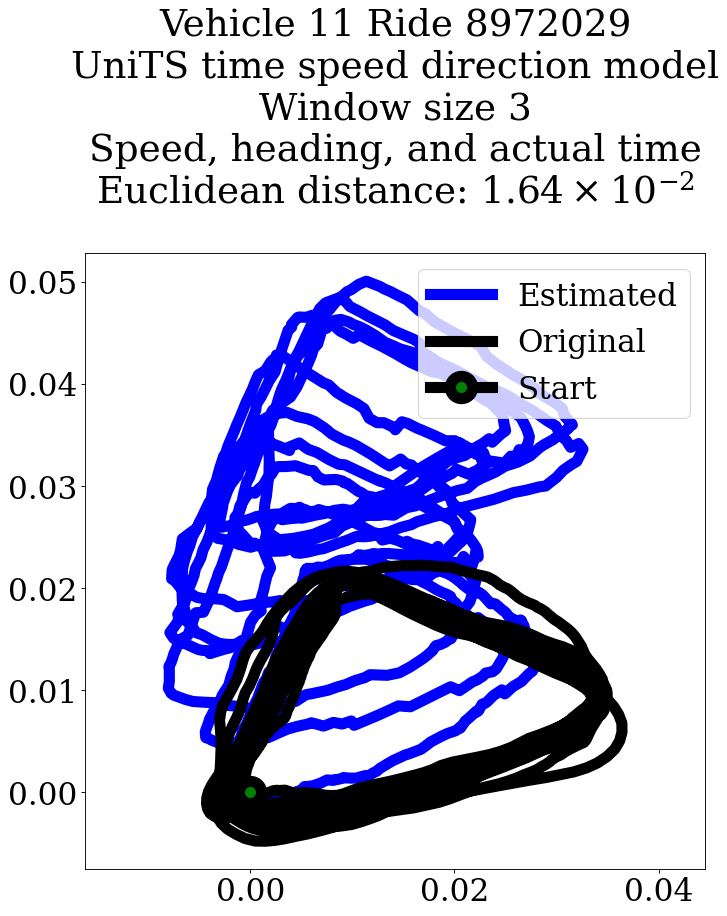 Vehicle 11 Ride 8972029
UniTS time speed direction model
Window size 3
Speed, heading, and actual time
Euclidean distance: 1.64 × 10⁻²
Estimated
Original
Start
0.05
0.04
0.03
0.02
0.01
0.00
0.00 0.02 0.04